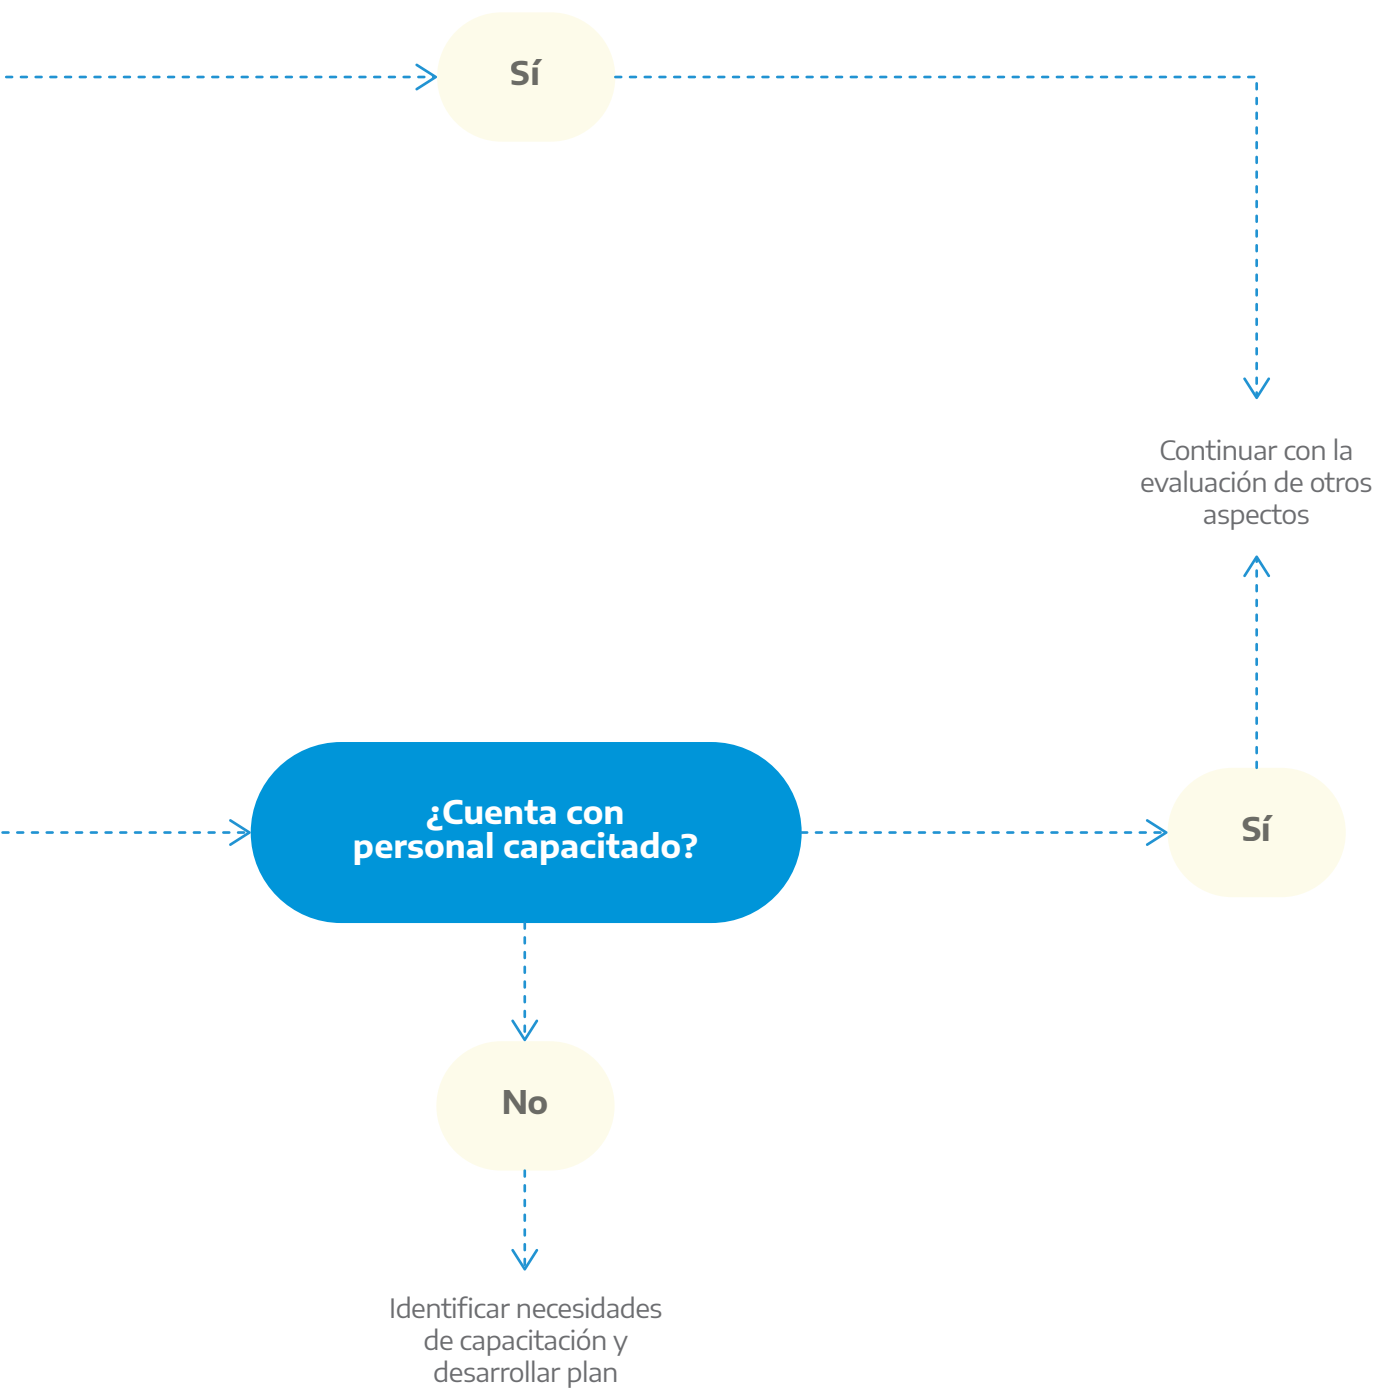 Sí
Continuar con la
evaluación de otros
aspectos
¿Cuenta con
personal capacitado?
Sí
No
Identificar necesidades
de capacitación y
desarrollar plan